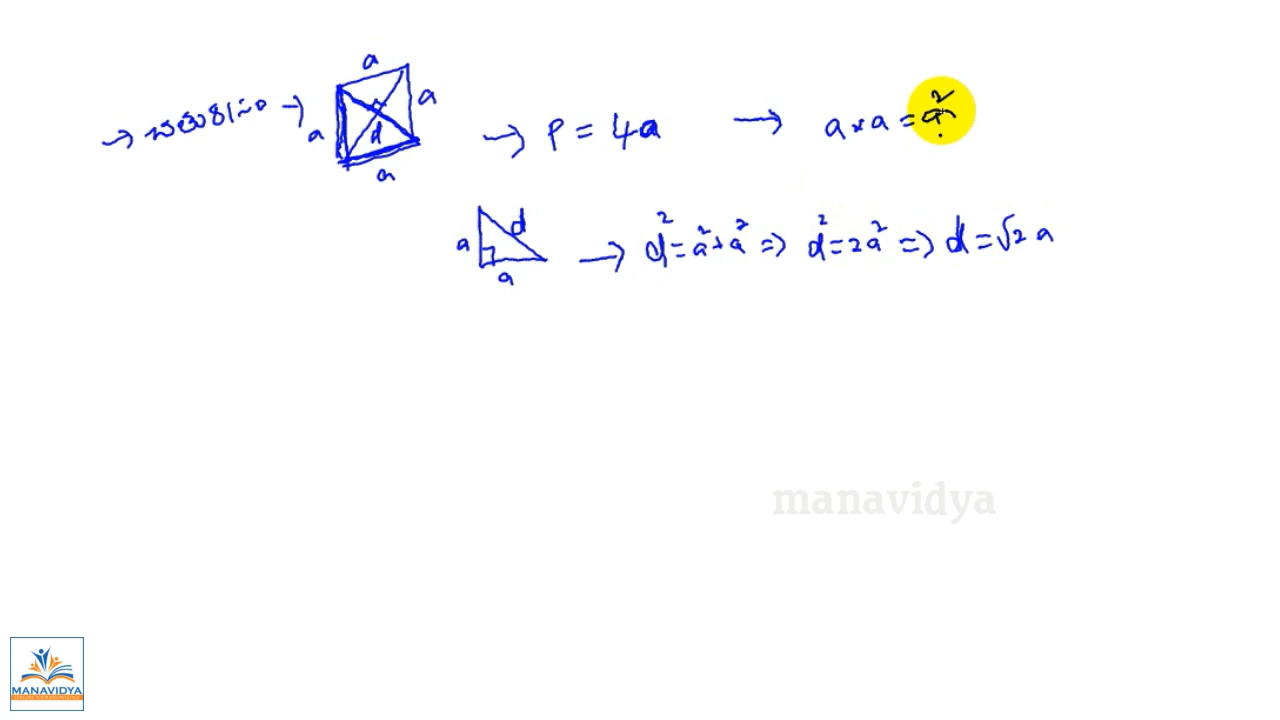 a
→ చతురస్రం → a a → P = 4a → a × a = a²
d
a
a d → d² = a² + a² ⇒ d² = 2a² ⇒ d = √2 a
a
manavidya
MANAVIDYA